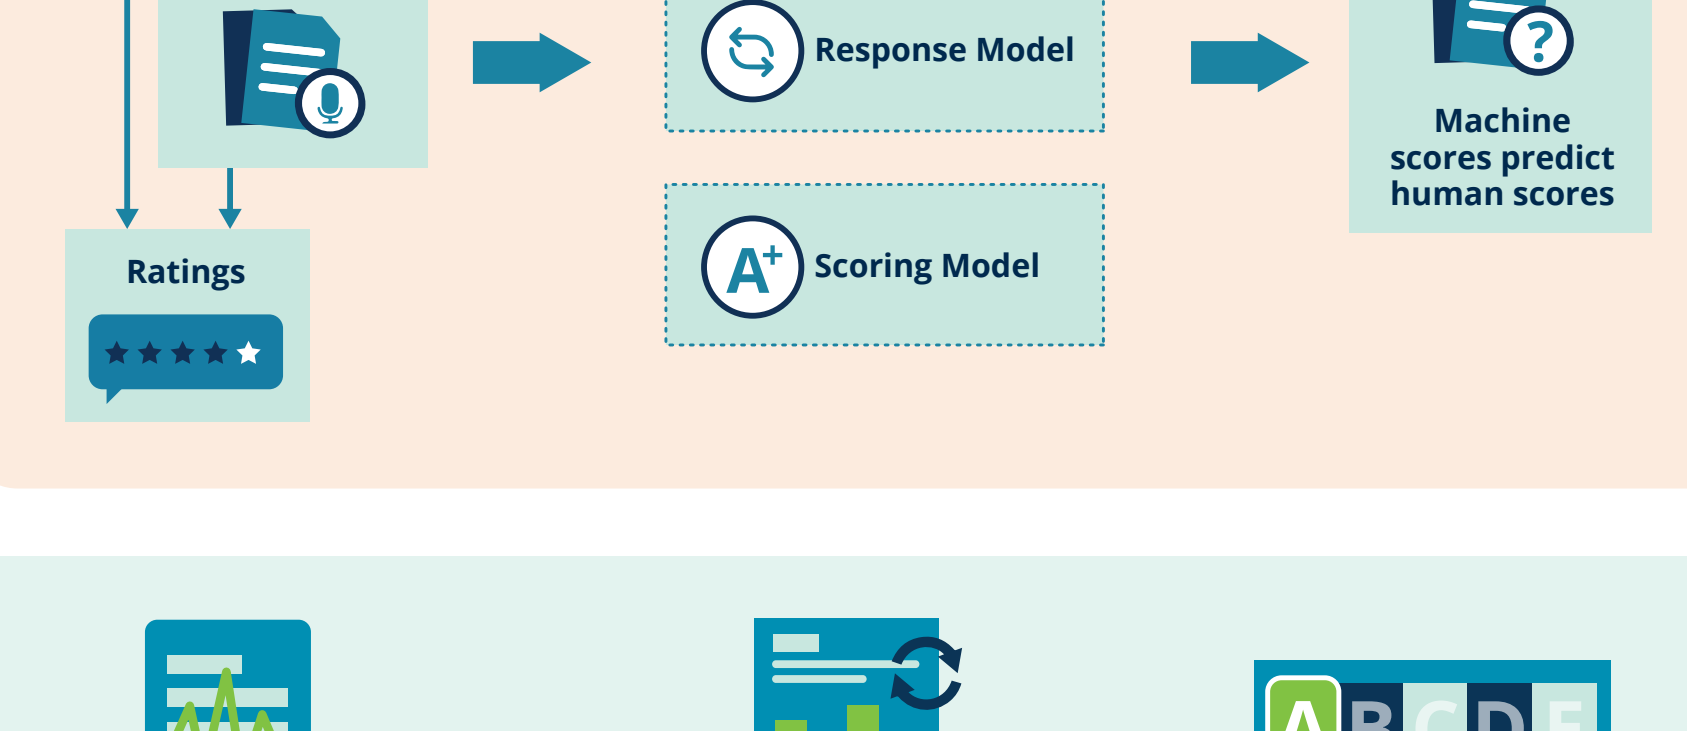 Response Model
?
Machine
scores predict
human scores
Ratings
A+
Scoring Model
A B C D E